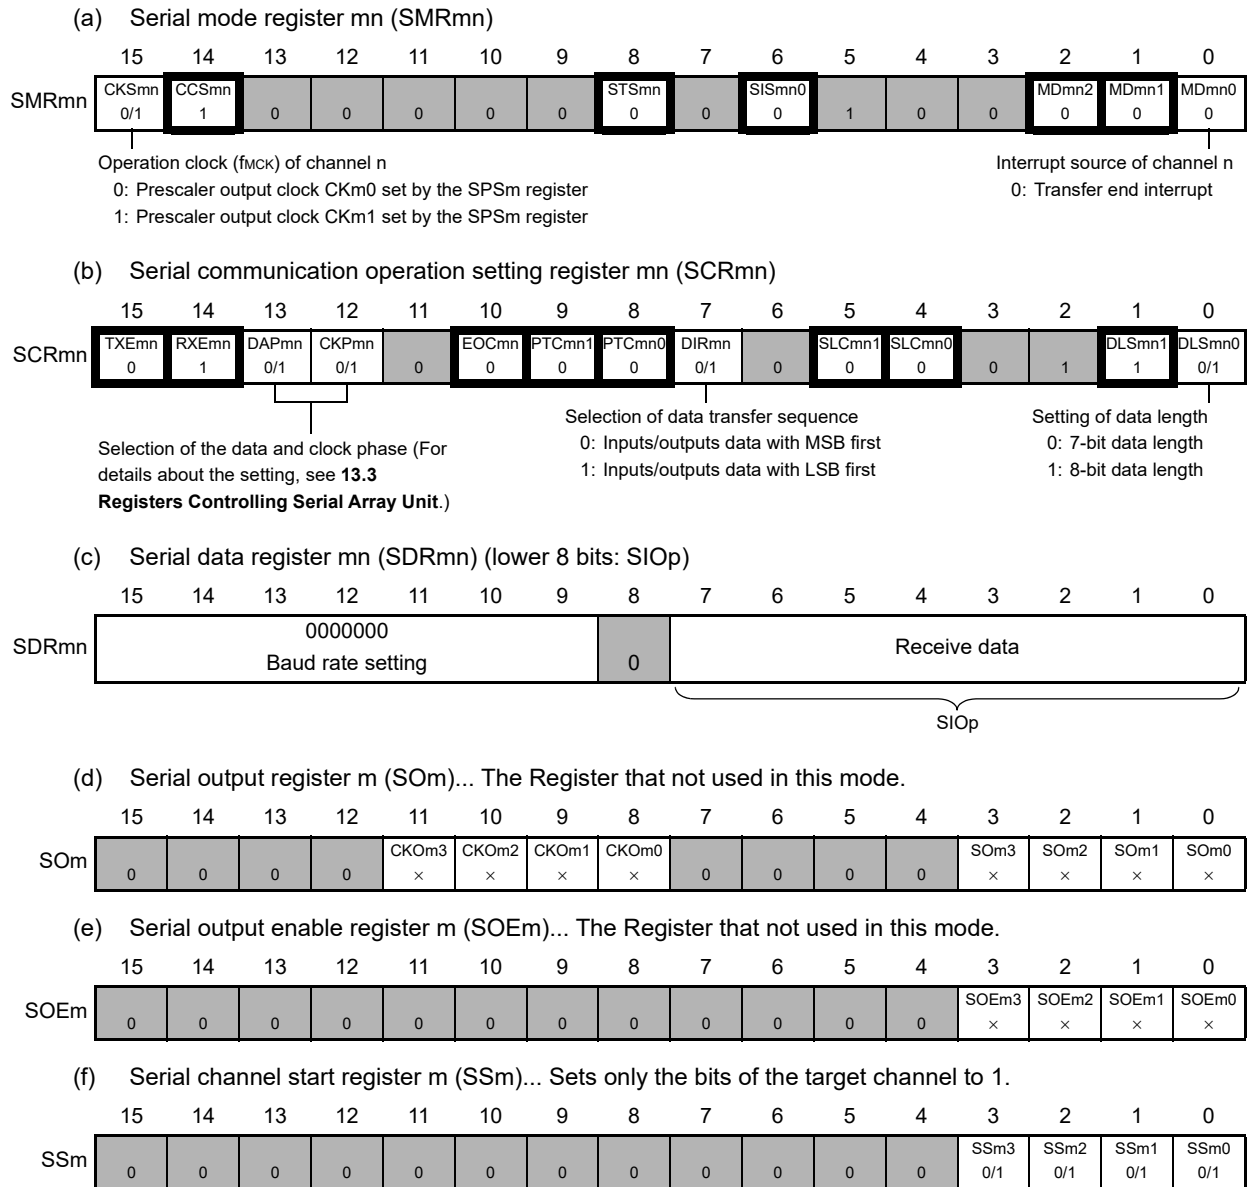 (a) Serial mode register mn (SMRmn)
15 14 13 12 11 10 9 8 7 6 5 4 3 2 1 0
SMRmn
CKSmn CCSmn STSmn SISmn0 MDmn2 MDmn1 MDmn0
0/1 1 0 0 0 0 0 0 0 0 1 0 0 0 0 0
Operation clock (fMCK) of channel n
0: Prescaler output clock CKm0 set by the SPSm register
1: Prescaler output clock CKm1 set by the SPSm register
Interrupt source of channel n
0: Transfer end interrupt
(b) Serial communication operation setting register mn (SCRmn)
15 14 13 12 11 10 9 8 7 6 5 4 3 2 1 0
SCRmn
TXEmn RXEmn DAPmn CKPmn EOCmn PTCmn1 PTCmn0 DIRmn SLCmn1 SLCmn0 DLSmn1 DLSmn0
0 1 0/1 0/1 0 0 0 0 0/1 0 0 0 0 1 1 0/1
Selection of the data and clock phase (For
details about the setting, see 13.3
Registers Controlling Serial Array Unit.)
Selection of data transfer sequence
0: Inputs/outputs data with MSB first
1: Inputs/outputs data with LSB first
Setting of data length
0: 7-bit data length
1: 8-bit data length
(c) Serial data register mn (SDRmn) (lower 8 bits: SIOp)
15 14 13 12 11 10 9 8 7 6 5 4 3 2 1 0
SDRmn
0000000
Baud rate setting
0
Receive data
SIOp
(d) Serial output register m (SOm)... The Register that not used in this mode.
15 14 13 12 11 10 9 8 7 6 5 4 3 2 1 0
SOm
CKOm3 CKOm2 CKOm1 CKOm0 SOm3 SOm2 SOm1 SOm0
0 0 0 0 × × × × 0 0 0 0 × × × ×
(e) Serial output enable register m (SOEm)... The Register that not used in this mode.
15 14 13 12 11 10 9 8 7 6 5 4 3 2 1 0
SOEm
SOEm3 SOEm2 SOEm1 SOEm0
0 0 0 0 0 0 0 0 0 0 0 0 × × × ×
(f) Serial channel start register m (SSm)... Sets only the bits of the target channel to 1.
15 14 13 12 11 10 9 8 7 6 5 4 3 2 1 0
SSm
SSm3 SSm2 SSm1 SSm0
0 0 0 0 0 0 0 0 0 0 0 0 0/1 0/1 0/1 0/1